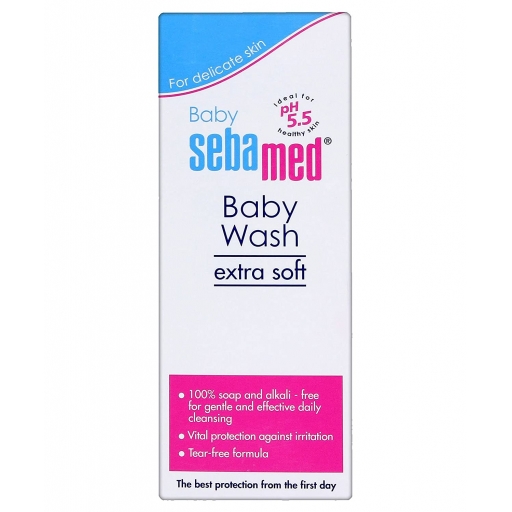 For delicate skin
Baby
ideal for
pH
5.5
healthy skin
sebamed®
Baby
Wash
extra soft
• 100% soap and alkali - free
for gentle and effective daily
cleansing
• Vital protection against irritation
• Tear-free formula
The best protection from the first day